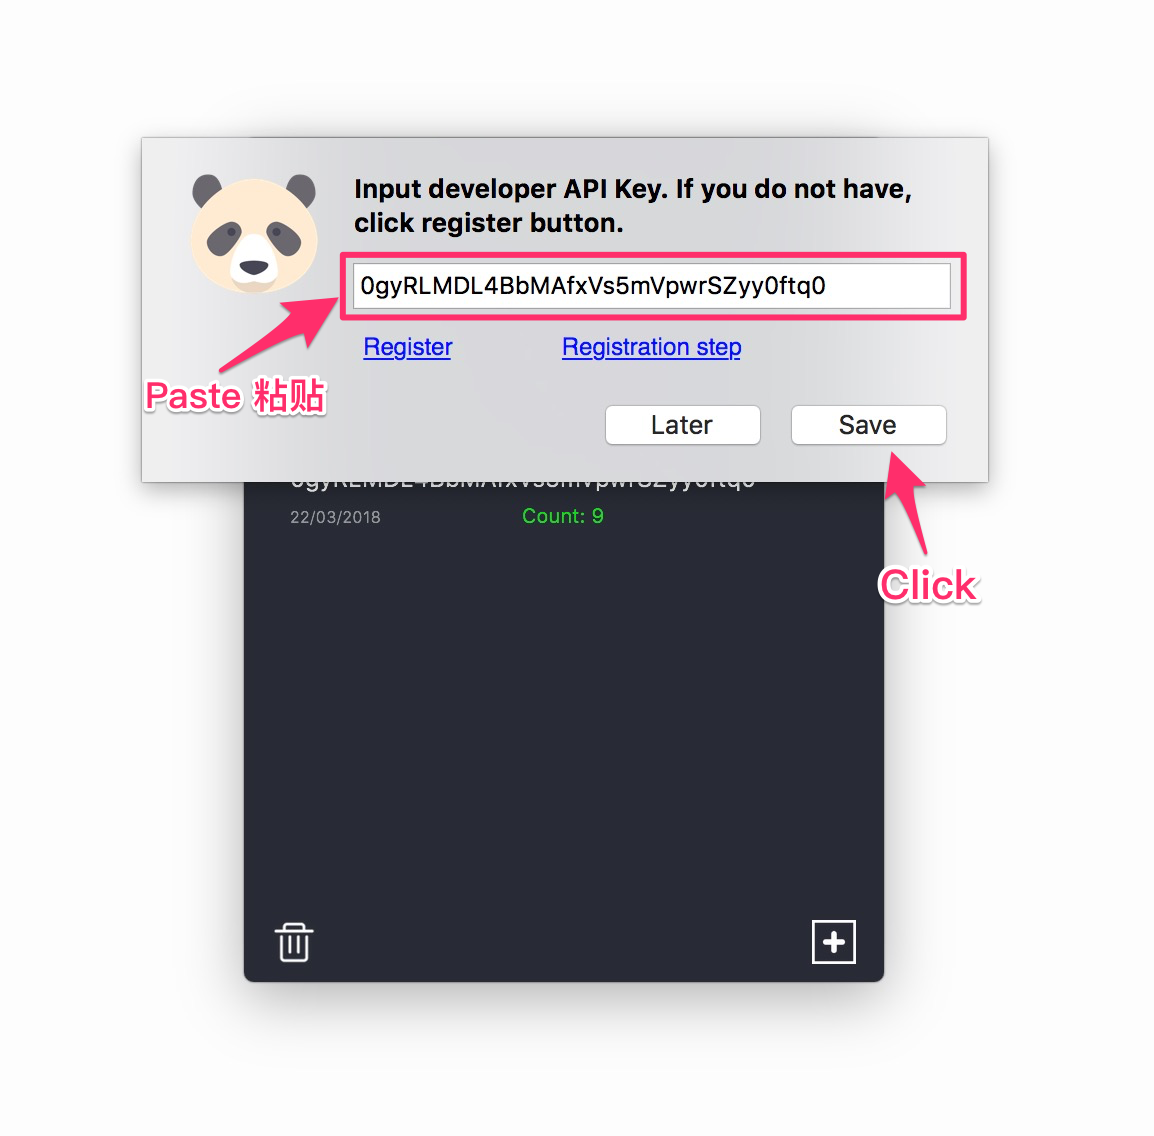 Input developer API Key. If you do not have,
click register button.
0gyRLMDL4BbMAfxVs5mVpwrSZyy0ftq0
Register Registration step
Paste 粘贴
Later Save
0gyRLMDL4BbMAfxVs5mVpwrSZyy0ftq0
22/03/2018 Count: 9
Click